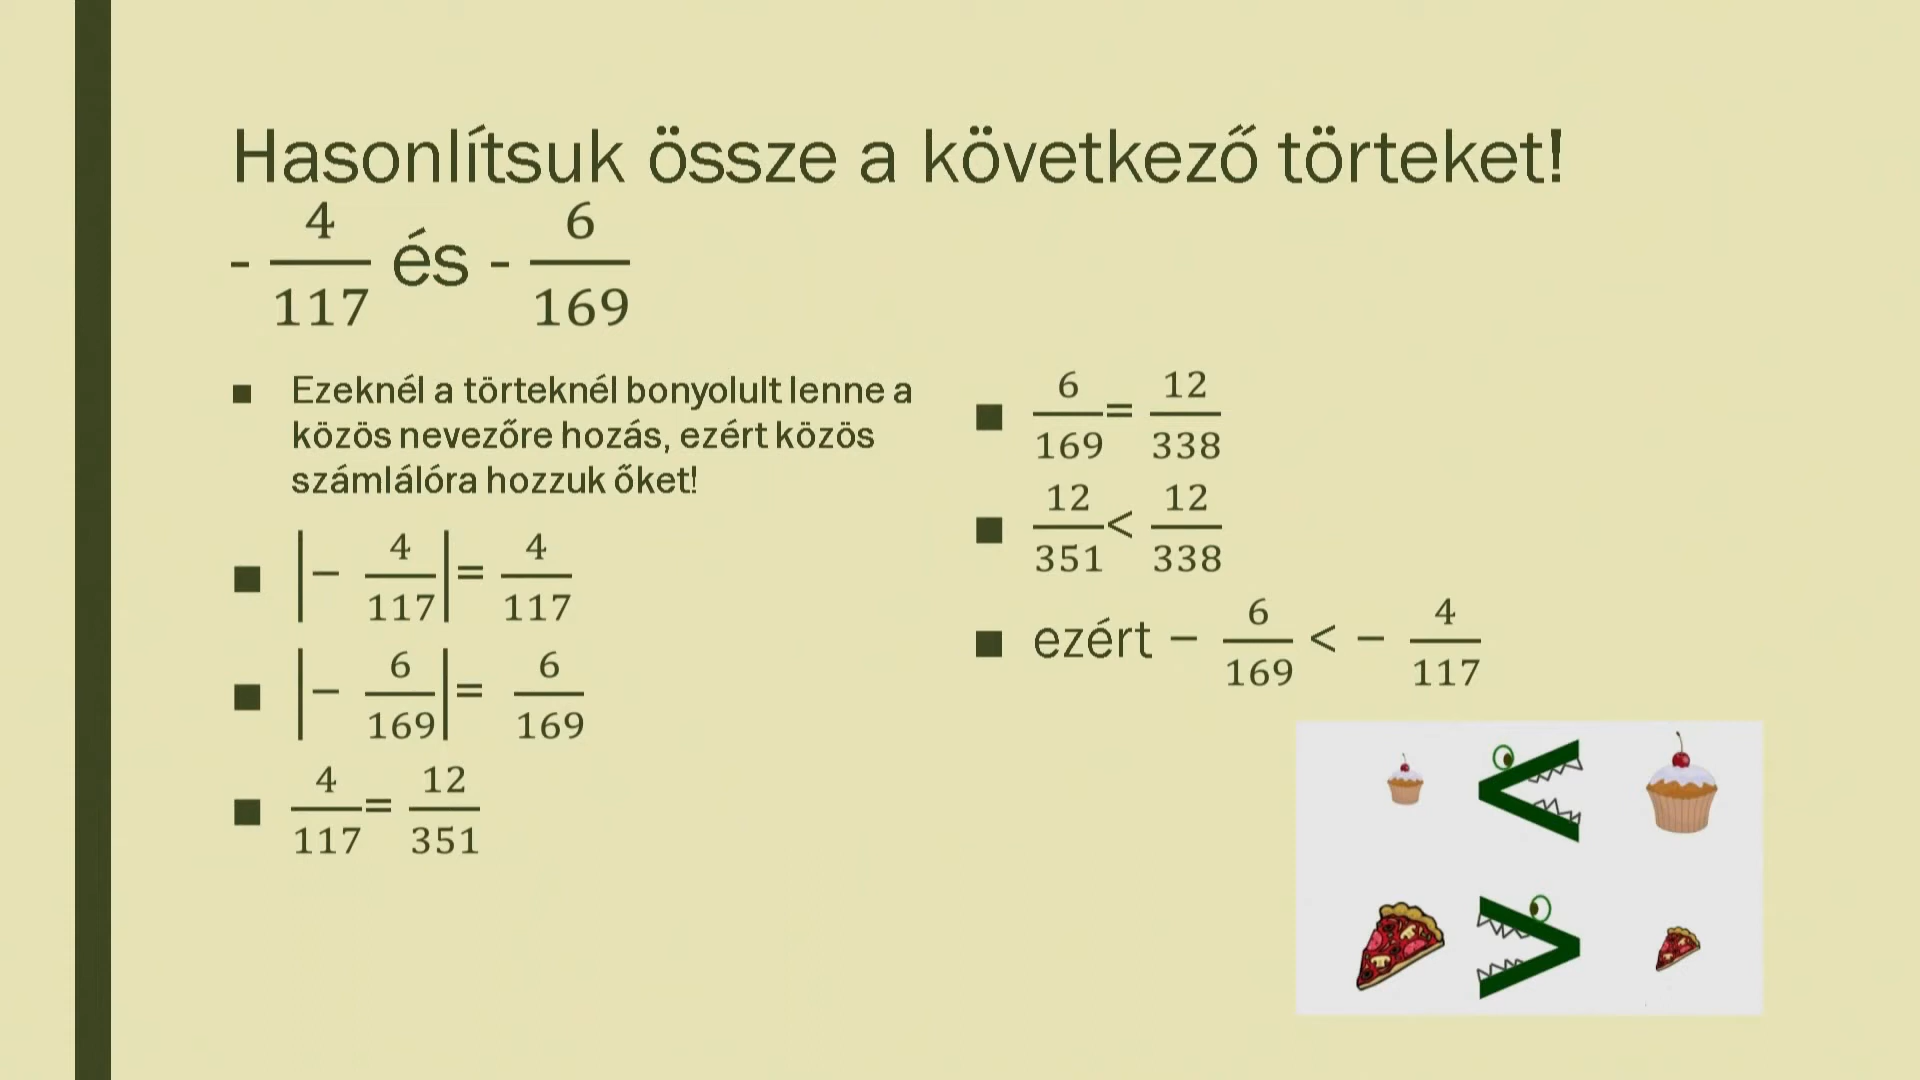 Hasonlítsuk össze a következő törteket!
- 4/117 és - 6/169
■ Ezeknél a törteknél bonyolult lenne a
közös nevezőre hozás, ezért közös
számlálóra hozzuk őket!
■ |− 4/117| = 4/117
■ |− 6/169| = 6/169
■ 4/117 = 12/351
■ 6/169 = 12/338
■ 12/351 < 12/338
■ ezért − 6/169 < − 4/117
<
>